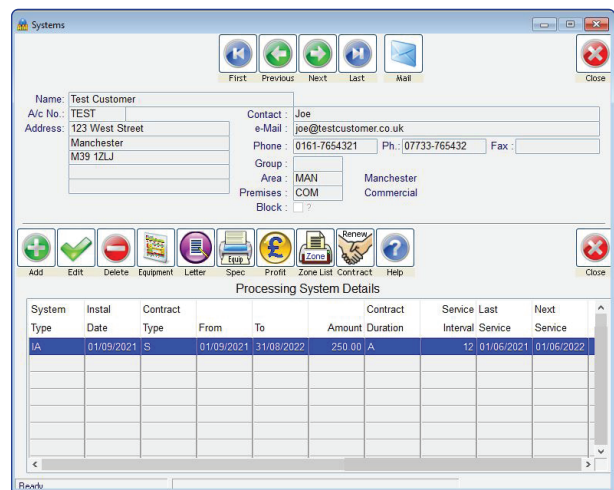 Systems
First Previous Next Last Mail Close
Name: Test Customer
A/c No.: TEST Contact : Joe
Address: 123 West Street e-Mail : joe@testcustomer.co.uk
Manchester Phone : 0161-7654321 Ph.: 07733-765432 Fax :
M39 1ZLJ Group :
Area : MAN Manchester
Premises : COM Commercial
Block : ?
Equip Zone Renew
Add Edit Delete Equipment Letter Spec Profit Zone List Contract Help Close
Processing System Details
System Instal Contract Contract Service Last Next
Type Date Type From To Amount Duration Interval Service Service
IA 01/09/2021 S 01/09/2021 31/08/2022 250.00 A 12 01/06/2021 01/06/2022
Ready